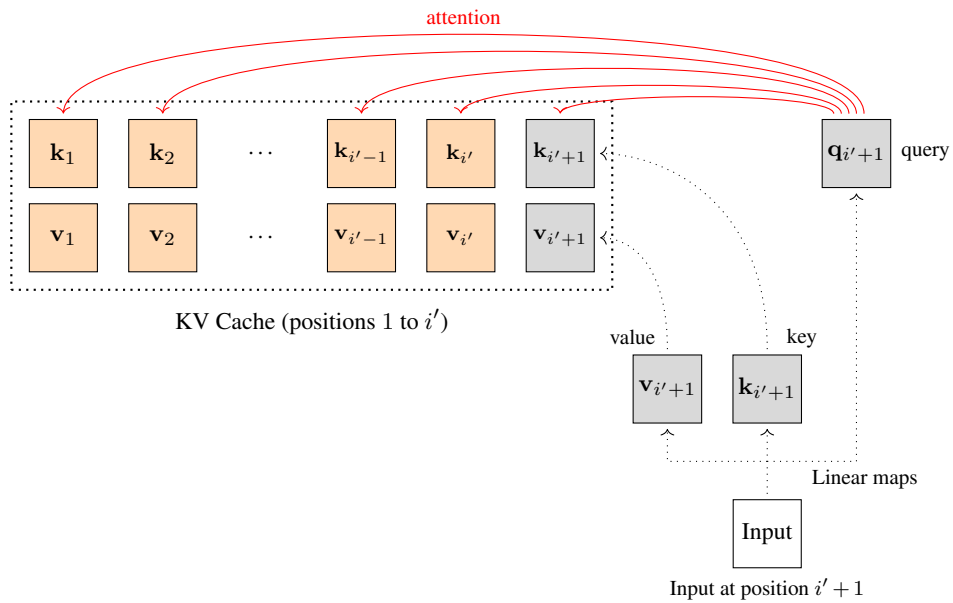 attention
k₁ k₂ ⋯ kᵢ′₋₁ kᵢ′ kᵢ′₊₁ qᵢ′₊₁ query
v₁ v₂ ⋯ vᵢ′₋₁ vᵢ′ vᵢ′₊₁
KV Cache (positions 1 to i′)
value key
vᵢ′₊₁ kᵢ′₊₁
Linear maps
Input
Input at position i′ + 1